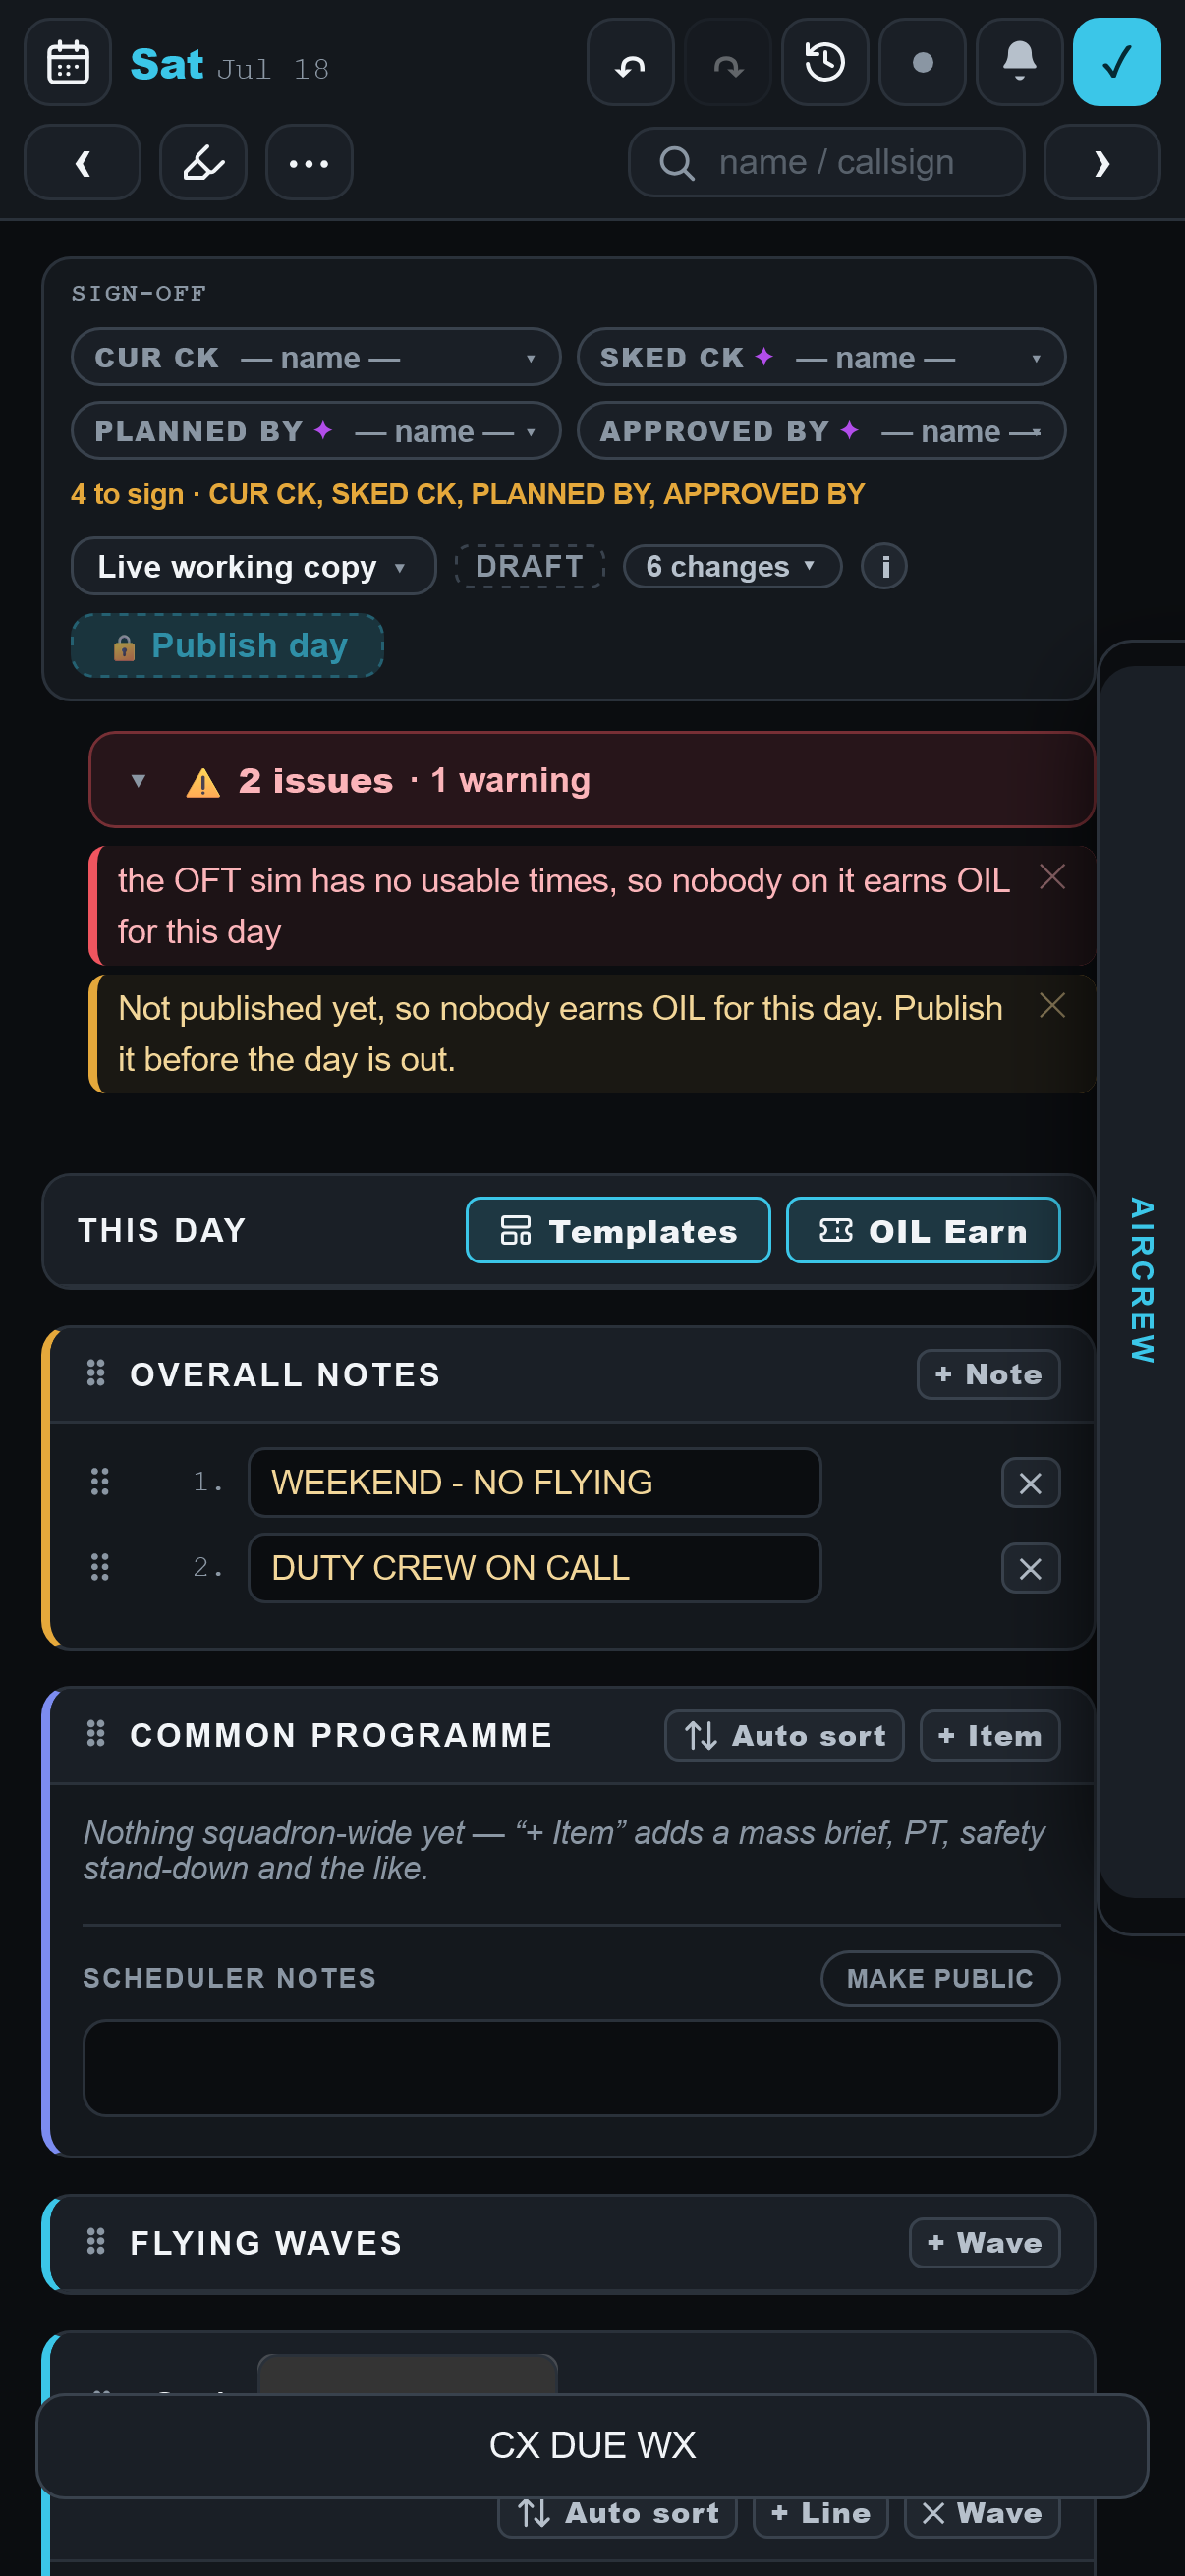 Sat Jul 18
name / callsign
SIGN-OFF
CUR CK — name —
SKED CK — name —
PLANNED BY — name —
APPROVED BY — name —
4 to sign · CUR CK, SKED CK, PLANNED BY, APPROVED BY
Live working copy DRAFT 6 changes i
Publish day
2 issues · 1 warning
the OFT sim has no usable times, so nobody on it earns OIL
for this day
Not published yet, so nobody earns OIL for this day. Publish
it before the day is out.
THIS DAY Templates OIL Earn
AIRCREW
OVERALL NOTES + Note
1. WEEKEND - NO FLYING
2. DUTY CREW ON CALL
COMMON PROGRAMME Auto sort + Item
Nothing squadron-wide yet — “+ Item” adds a mass brief, PT, safety
stand-down and the like.
SCHEDULER NOTES MAKE PUBLIC
FLYING WAVES + Wave
CX DUE WX
Auto sort + Line × Wave